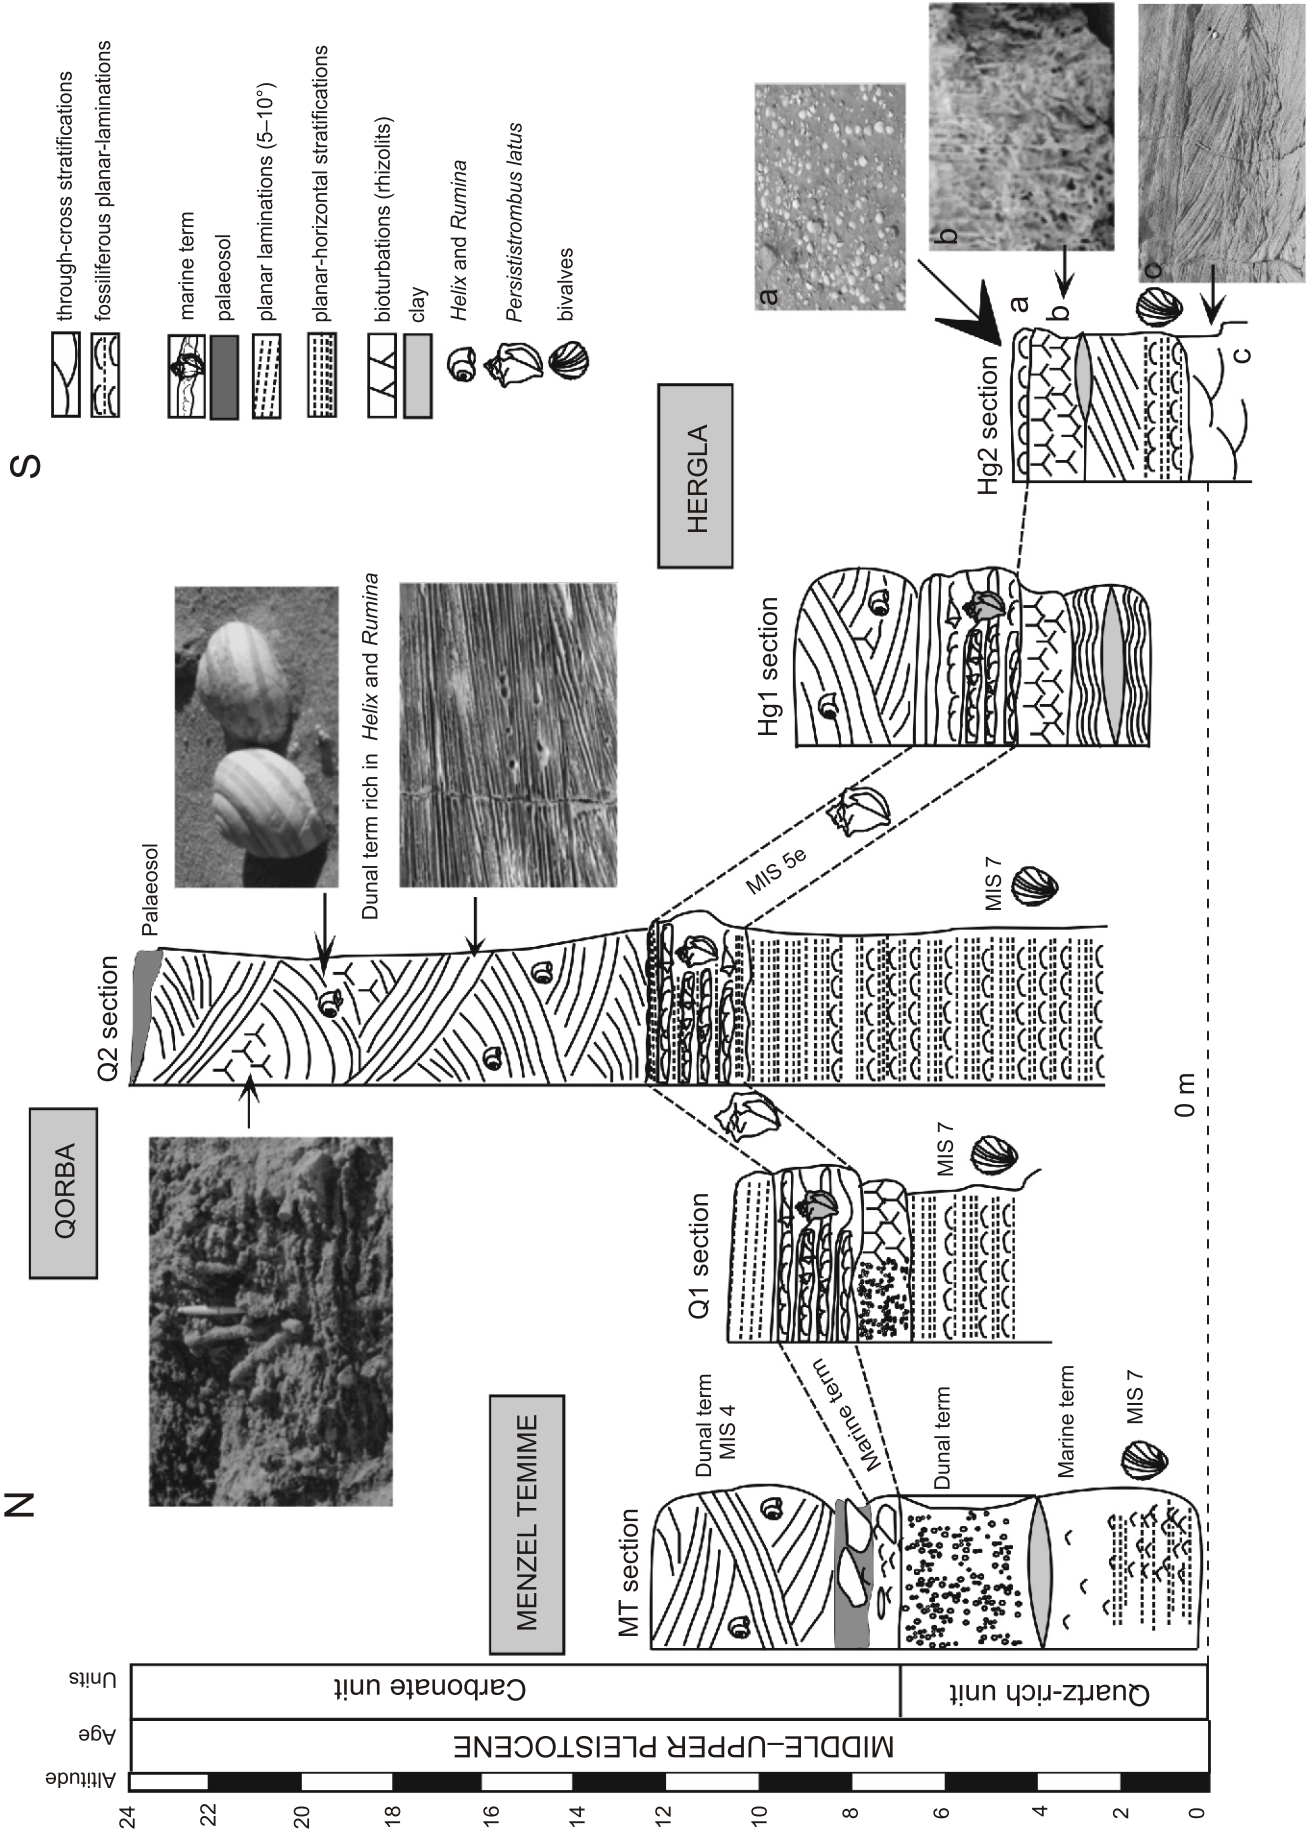 N
S
through-cross stratifications
fossiliferous planar-laminations
marine term
palaeosol
planar laminations (5–10°)
planar-horizontal stratifications
bioturbations (rhizolits)
clay
Helix and Rumina
Persististrombus latus
bivalves
QORBA
Q2 section
Palaeosol
Dunal term rich in Helix and Rumina
MENZEL TEMIME
MT section
Dunal term
MIS 4
Marine term
Dunal term
Marine term
MIS 7
Q1 section
MIS 7
MIS 5e
MIS 7
0 m
HERGLA
Hg1 section
Hg2 section
a
b
c
a
b
c
Units
Carbonate unit
Quartz-rich unit
Age
MIDDLE–UPPER PLEISTOCENE
Altitude
24
22
20
18
16
14
12
10
8
6
4
2
0